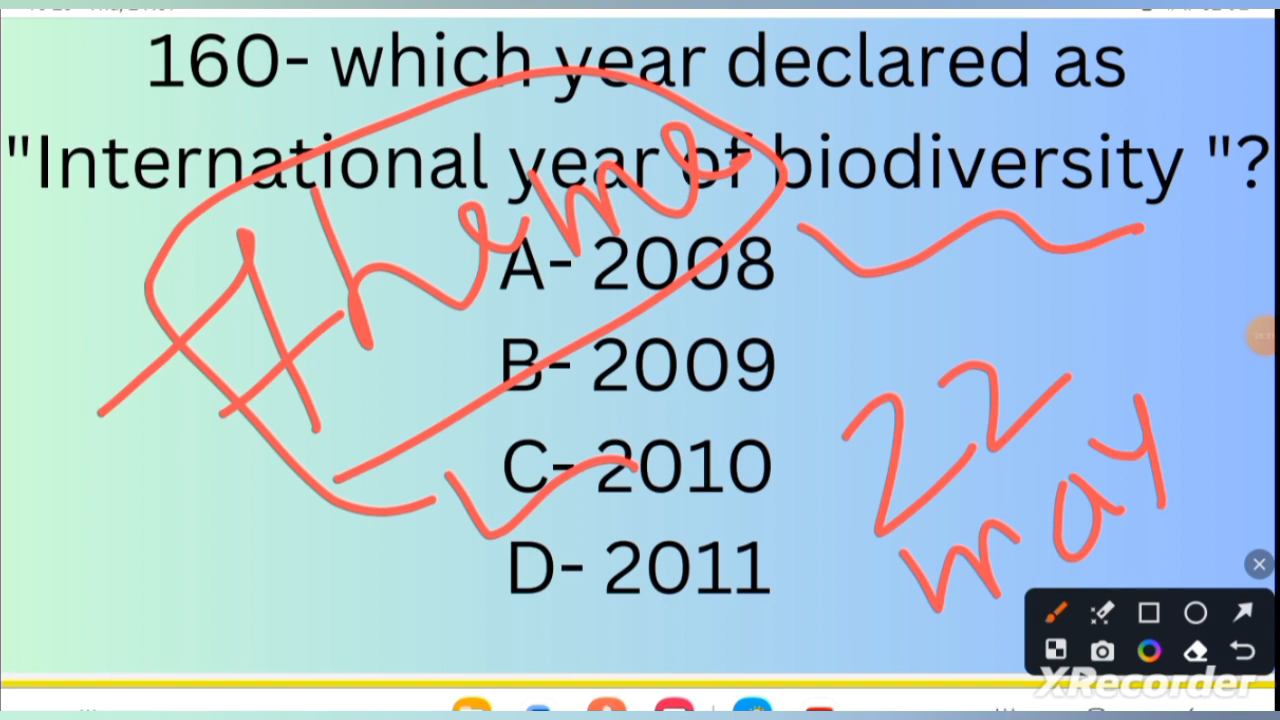 160- which year declared as
"International year of biodiversity "?
Theme
A- 2008
B- 2009
C- 2010
D- 2011
22
may
XRecorder